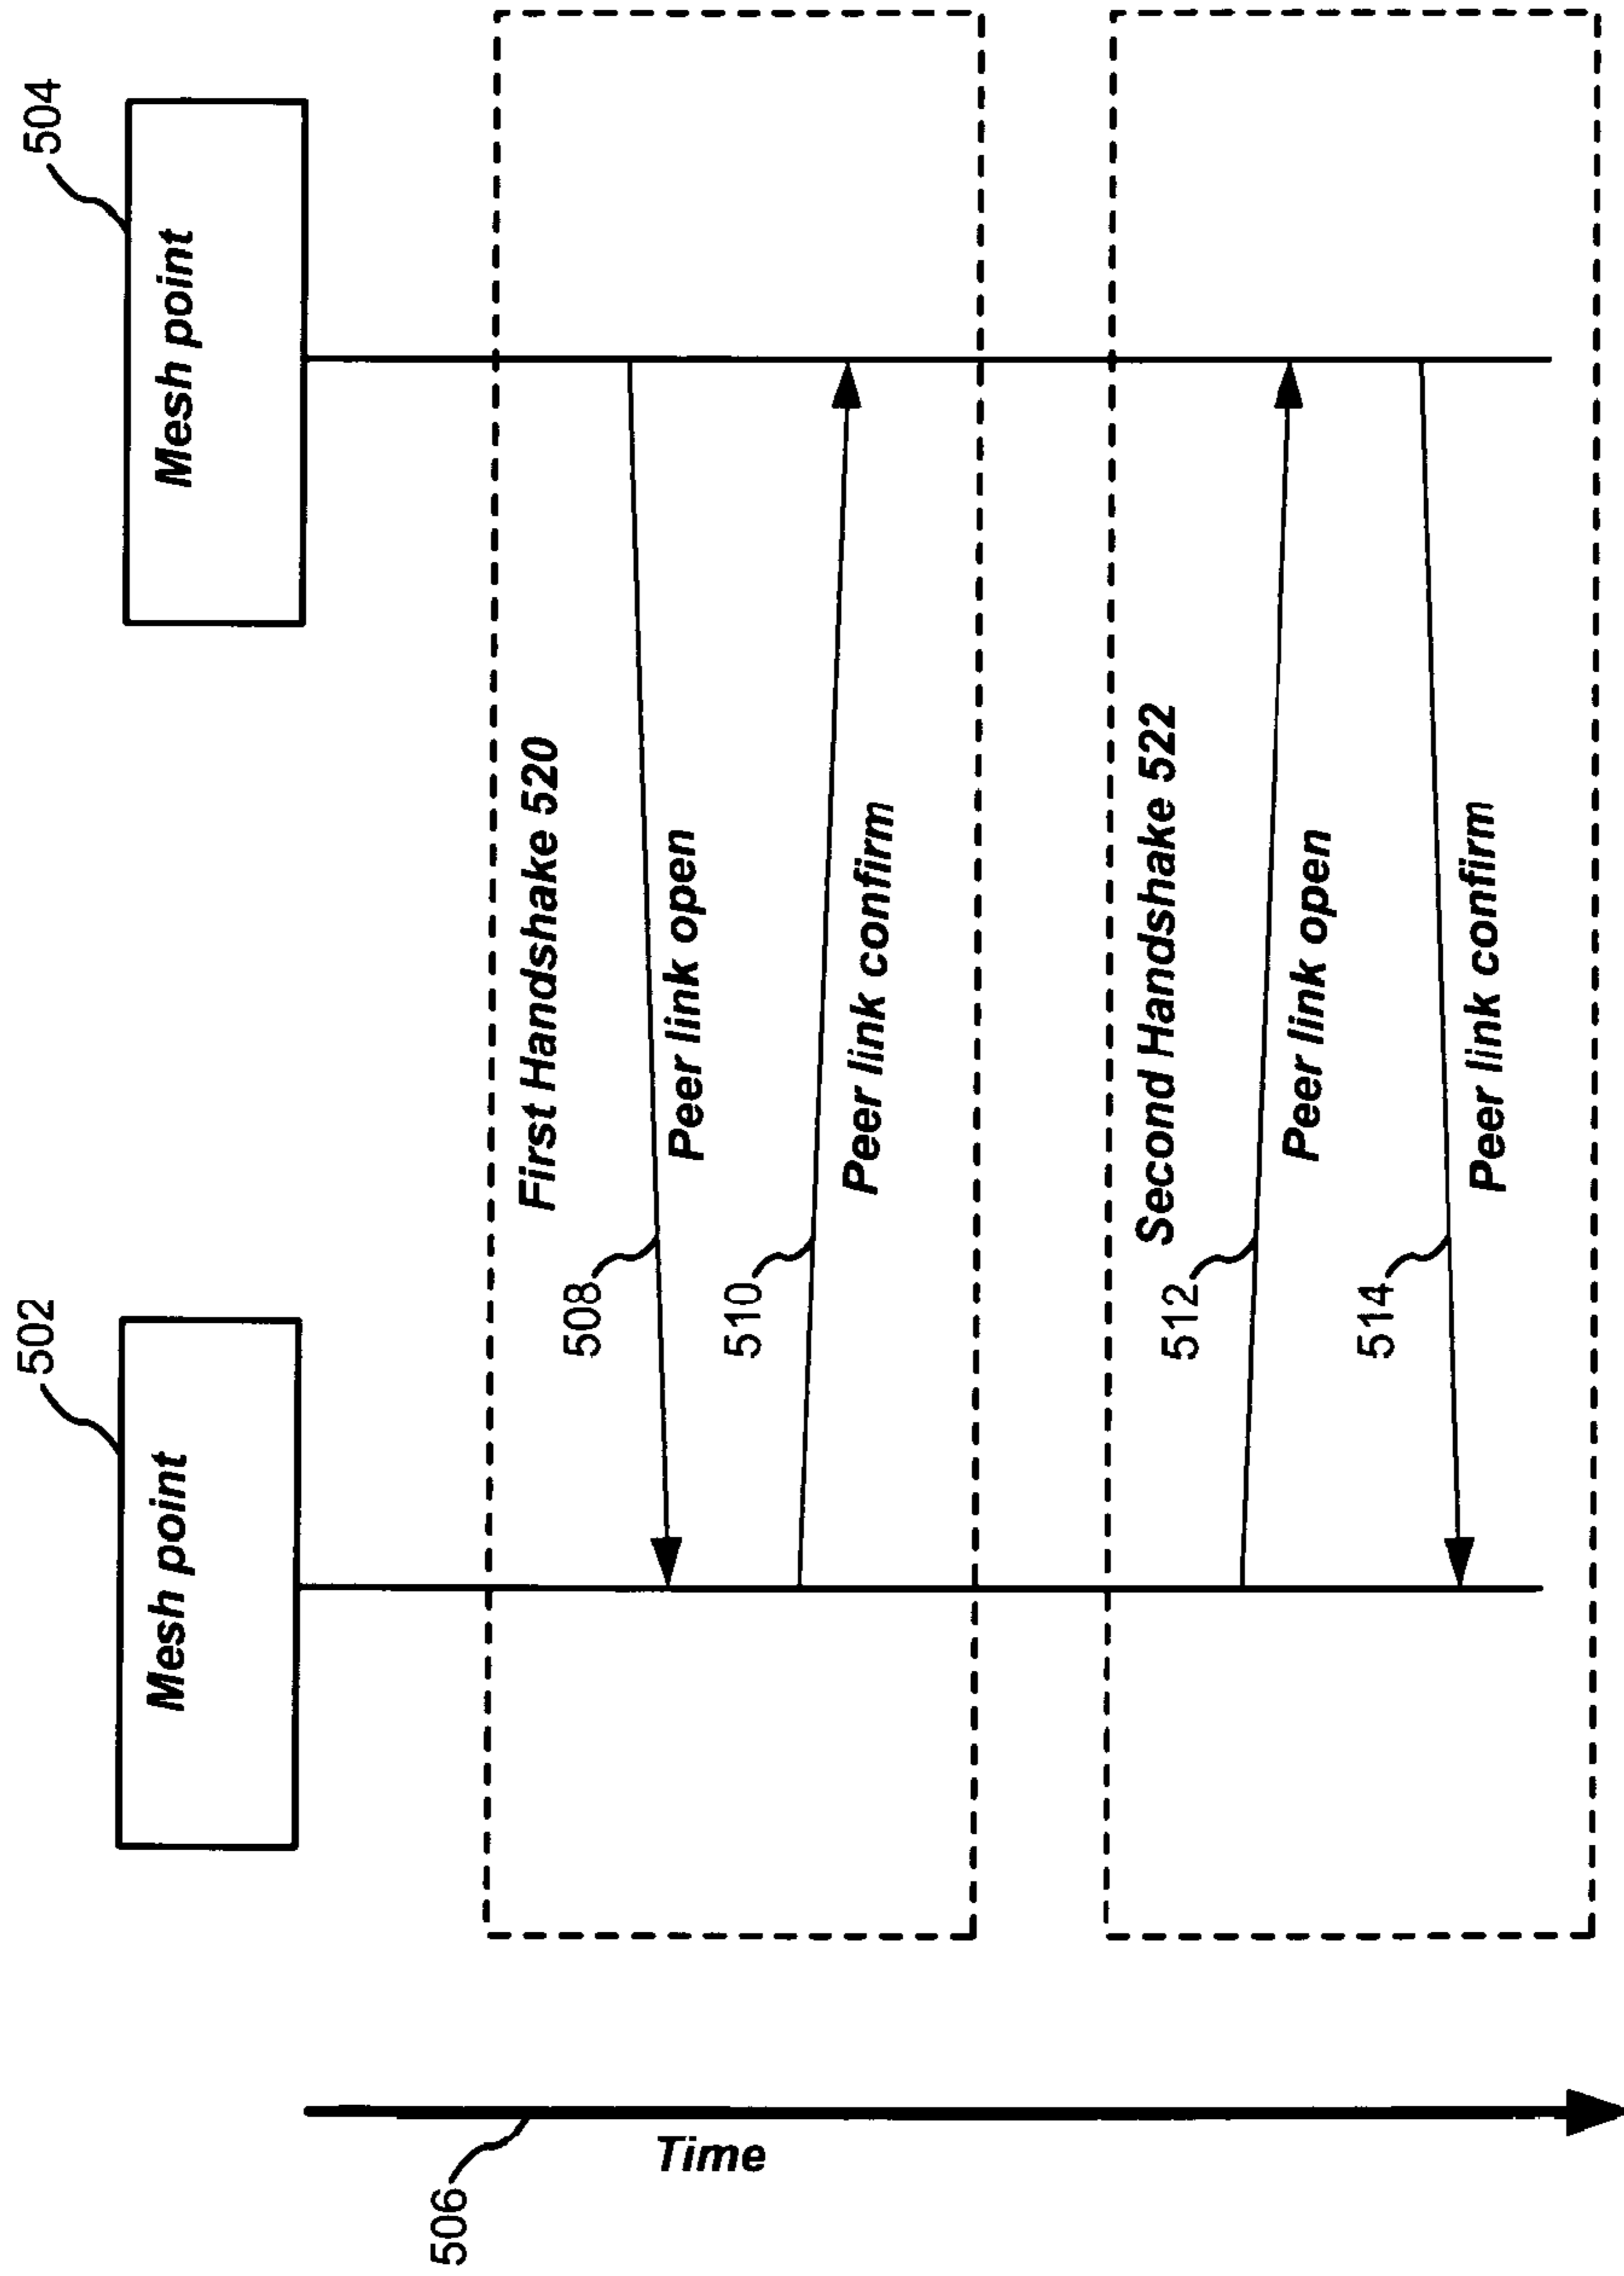 502
504
Mesh point
Mesh point
506
Time
First Handshake 520
508
Peer link open
510
Peer link confirm
Second Handshake 522
512
Peer link open
514
Peer link confirm